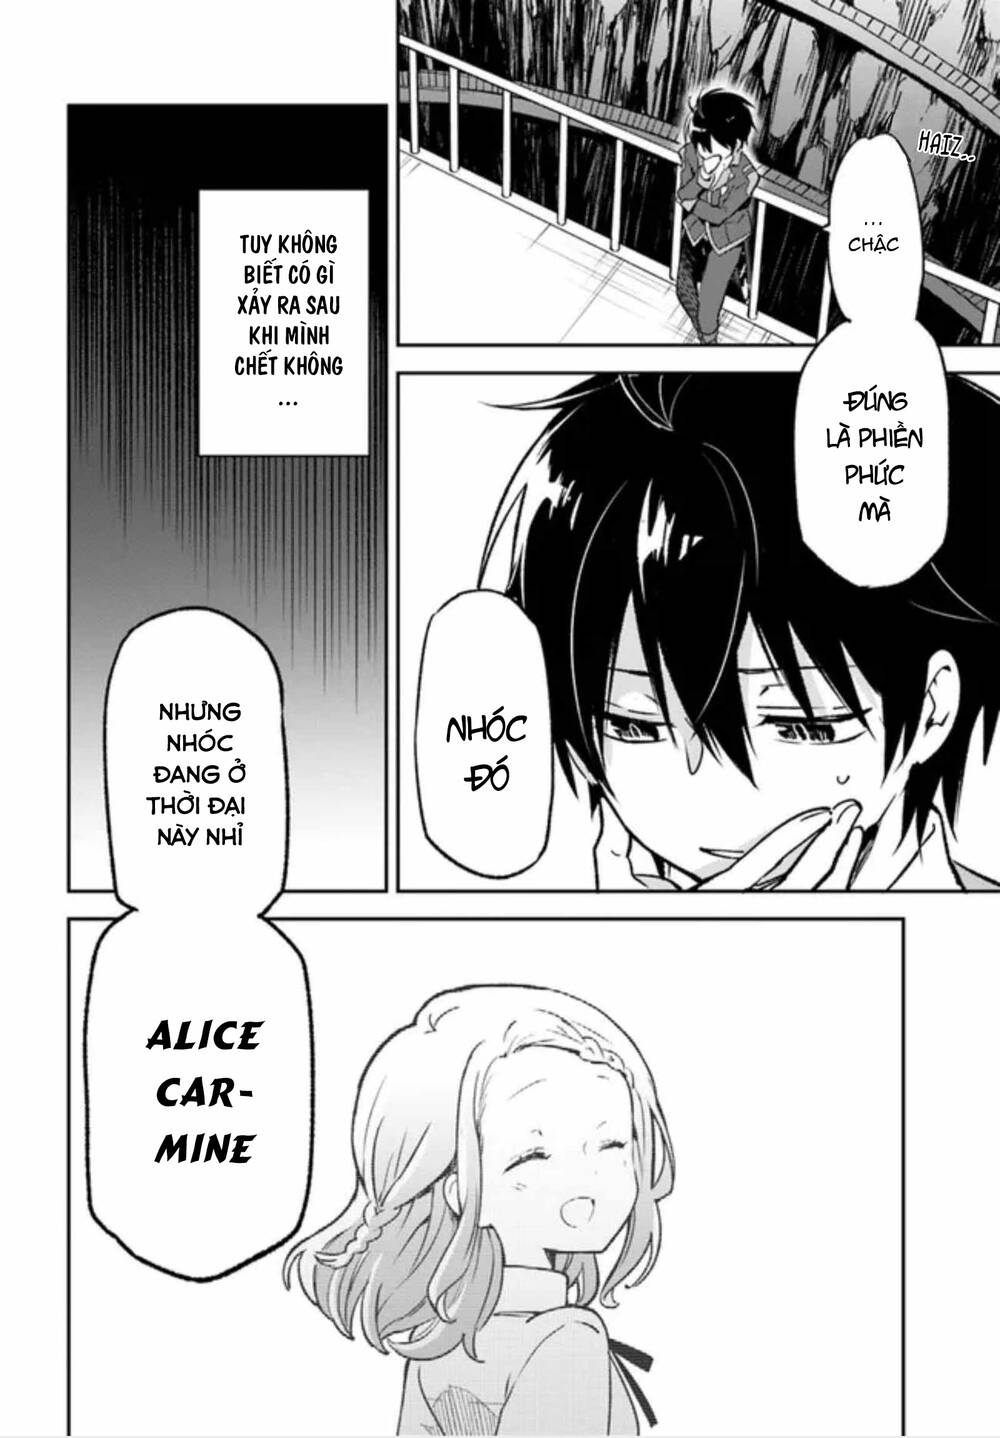 HAIZ..
...
CHẬC
ĐÚNG
LÀ PHIỀN
PHỨC
MÀ
NHÓC
ĐÓ
TUY KHÔNG
BIẾT CÓ GÌ
XẢY RA SAU
KHI MÌNH
CHẾT KHÔNG
...
NHƯNG
NHÓC
ĐANG Ở
THỜI ĐẠI
NÀY NHỈ
ALICE
CAR-
MINE